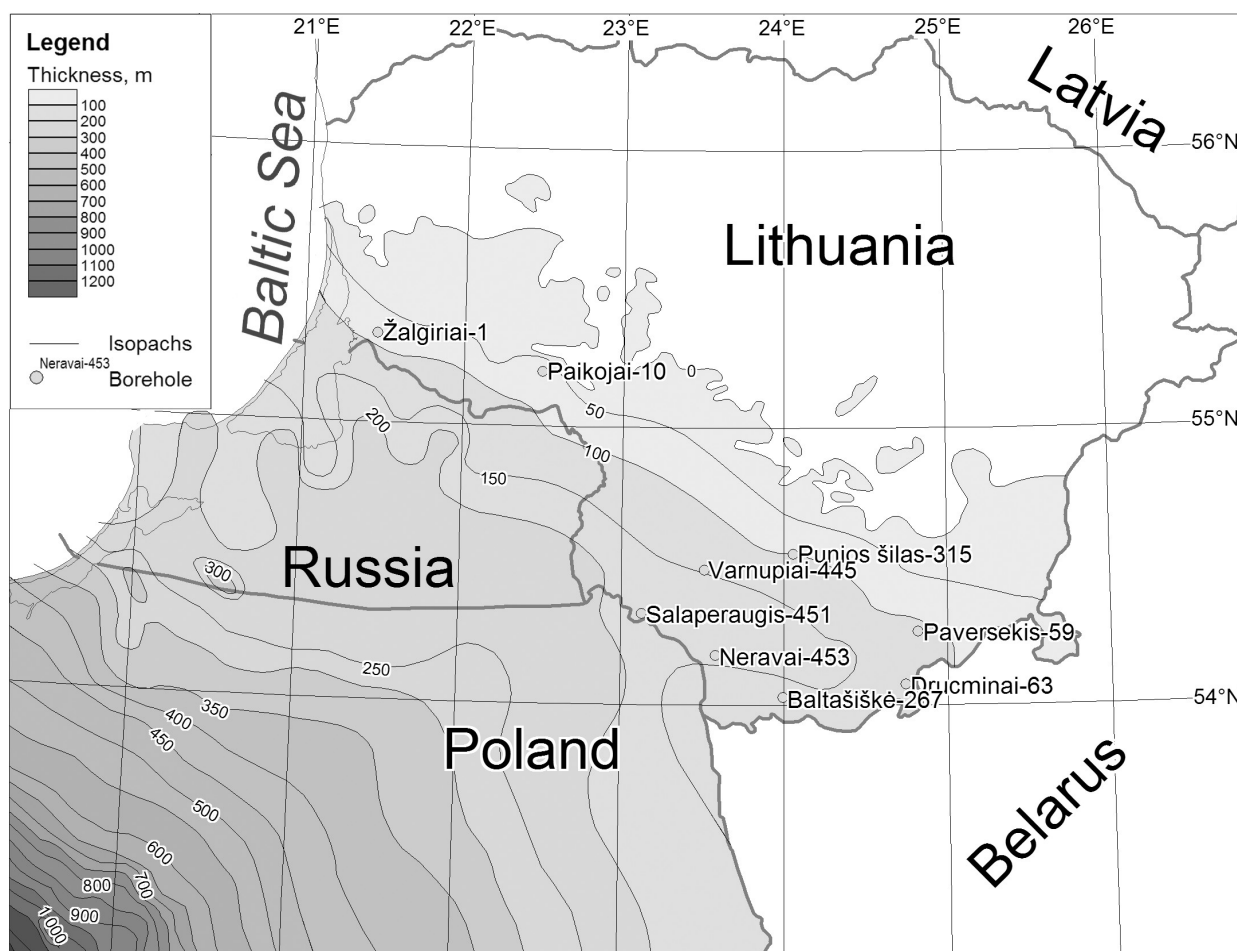 Legend
Thickness, m
100
200
300
400
500
600
700
800
900
1000
1100
1200
Isopachs
Neravai-453
Borehole
21°E
22°E
23°E
24°E
25°E
26°E
Latvia
56°N
Baltic Sea
Lithuania
Žalgiriai-1
Paikojai-10
0
50
200
100
55°N
150
Punios šilas-315
Varnupiai-445
Russia
300
Salaperaugis-451
Paversekis-59
Neravai-453
250
Drucminai-63
Baltašiškė-267
54°N
350
400
450
Poland
Belarus
500
600
700
800
900
1000